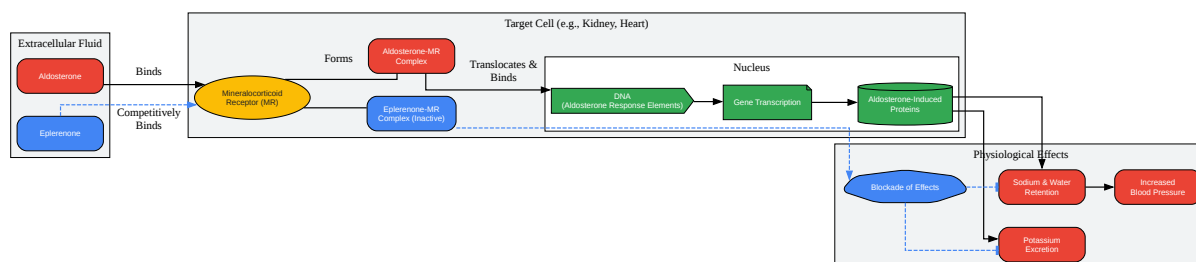 Target Cell (e.g., Kidney, Heart)
Extracellular Fluid
Aldosterone
Eplerenone
Binds
Competitively
Binds
Mineralocorticoid
Receptor (MR)
Forms
Aldosterone-MR
Complex
Eplerenone-MR
Complex (Inactive)
Translocates &
Binds
Nucleus
DNA
(Aldosterone Response Elements)
Gene Transcription
Aldosterone-Induced
Proteins
Physiological Effects
Blockade of Effects
Sodium & Water
Retention
Increased
Blood Pressure
Potassium
Excretion